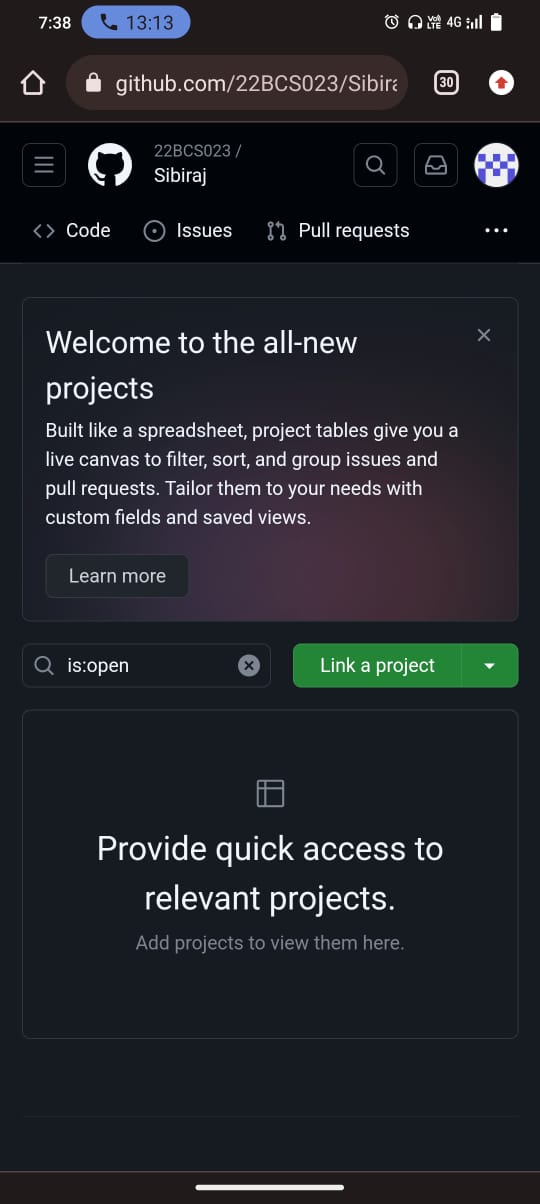 7:38 13:13 4G
github.com/22BCS023/Sibira
30
22BCS023 /
Sibiraj
Code Issues Pull requests
Welcome to the all-new
projects
Built like a spreadsheet, project tables give you a
live canvas to filter, sort, and group issues and
pull requests. Tailor them to your needs with
custom fields and saved views.
Learn more
is:open Link a project
Provide quick access to
relevant projects.
Add projects to view them here.